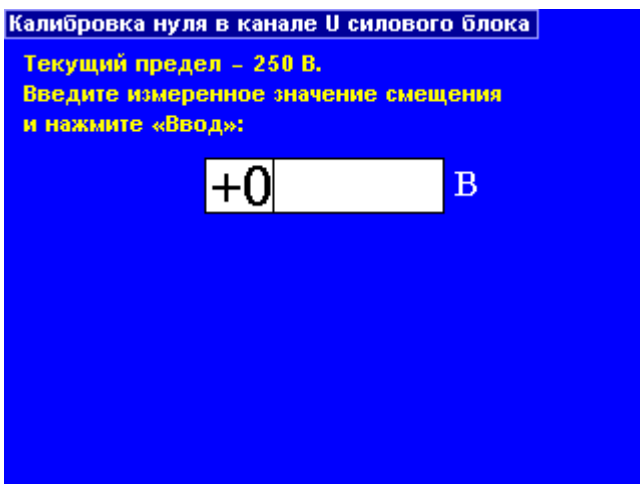 Калибровка нуля в канале U силового блока
Текущий предел – 250 В.
Введите измеренное значение смещения
и нажмите «Ввод»:
+0 В